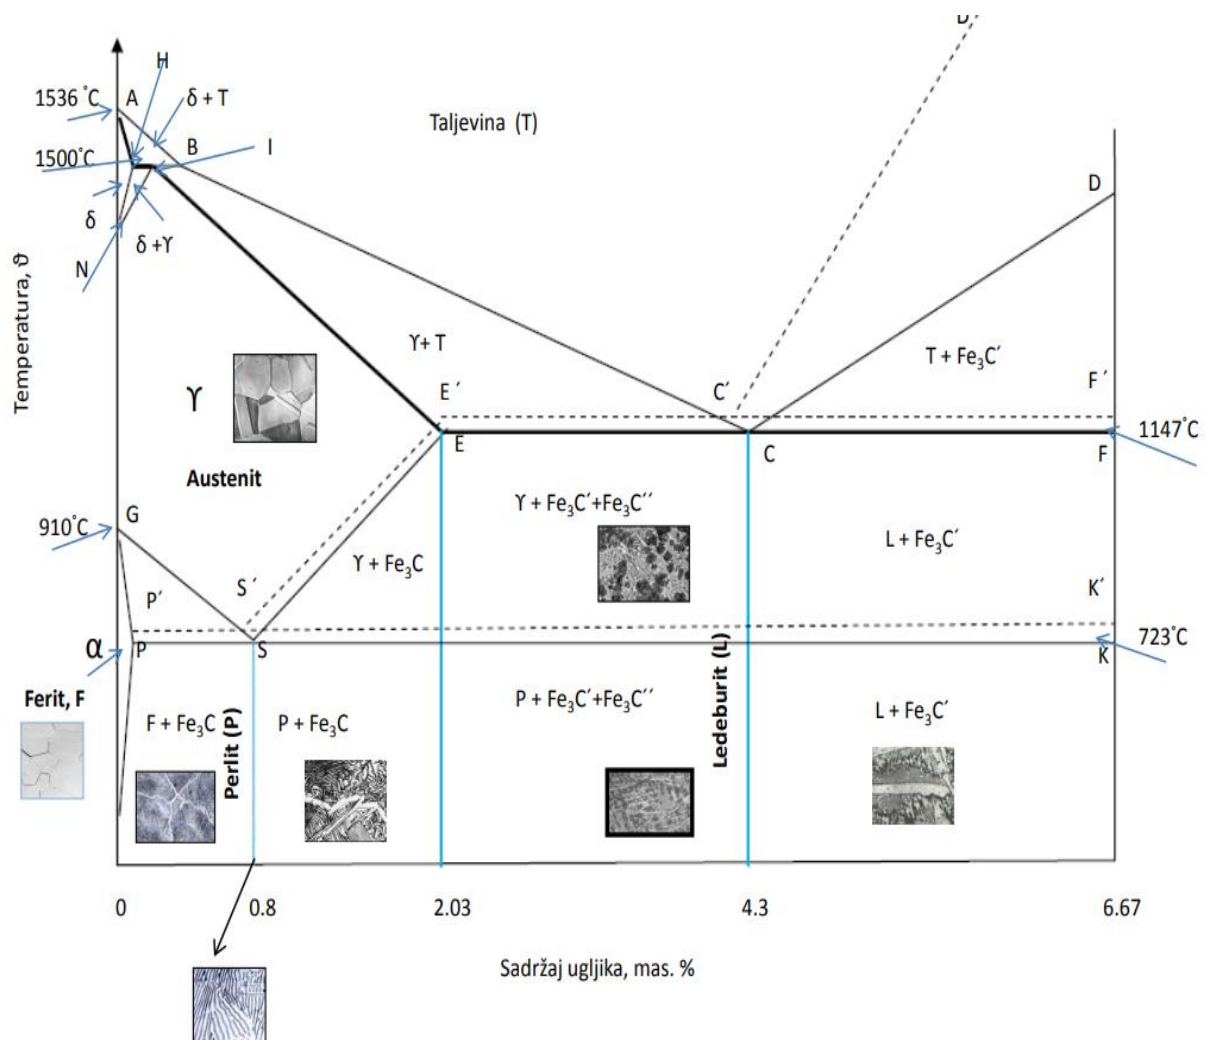 D´
H
1536 ˚C
A
δ + T
Taljevina (T)
1500˚C
B
I
D
δ
δ +ϒ
N
Temperatura, ϑ
ϒ+ T
T + Fe₃C´
E ´
C´
F ´
ϒ
1147˚C
E
C
F
Austenit
ϒ + Fe₃C´+Fe₃C´´
G
910˚C
L + Fe₃C´
ϒ + Fe₃C
S ´
K´
P´
723˚C
α
P
S
K
Ledeburit (L)
Ferit, F
P + Fe₃C´+Fe₃C´´
F + Fe₃C
Perlit (P)
P + Fe₃C
L + Fe₃C´
0
0.8
2.03
4.3
6.67
Sadržaj ugljika, mas. %